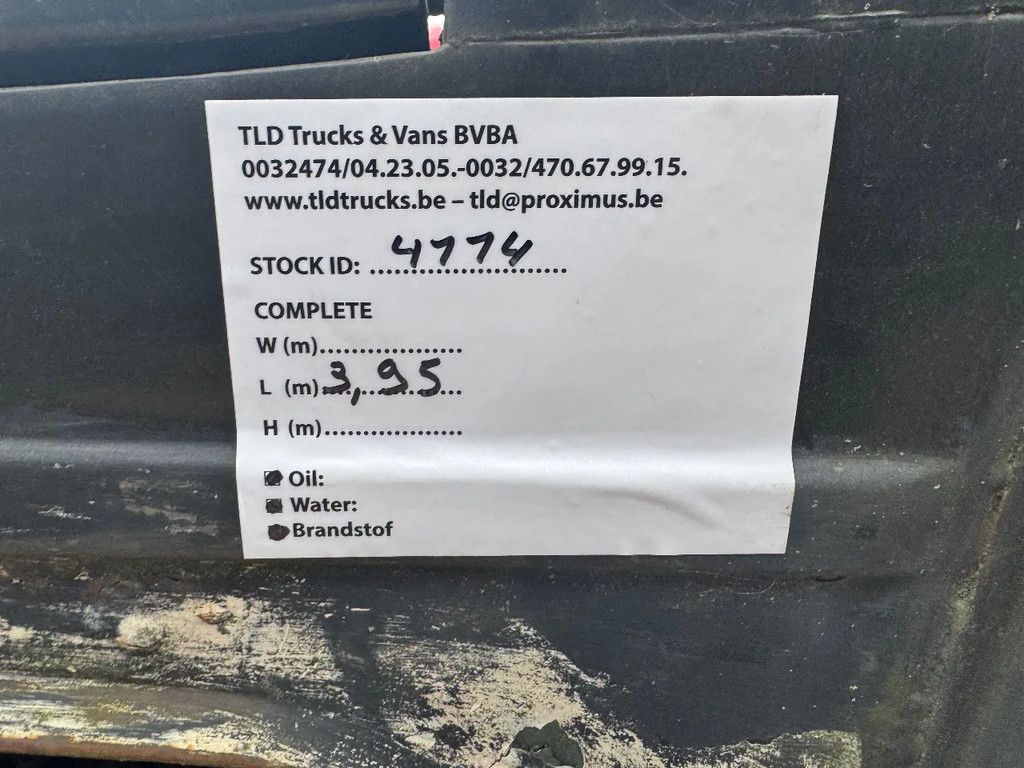 TLD Trucks & Vans BVBA
0032474/04.23.05.-0032/470.67.99.15.
www.tldtrucks.be – tld@proximus.be
STOCK ID: 4774
COMPLETE
W (m)..................
L (m) 3,95
H (m)..................
Oil:
Water:
Brandstof